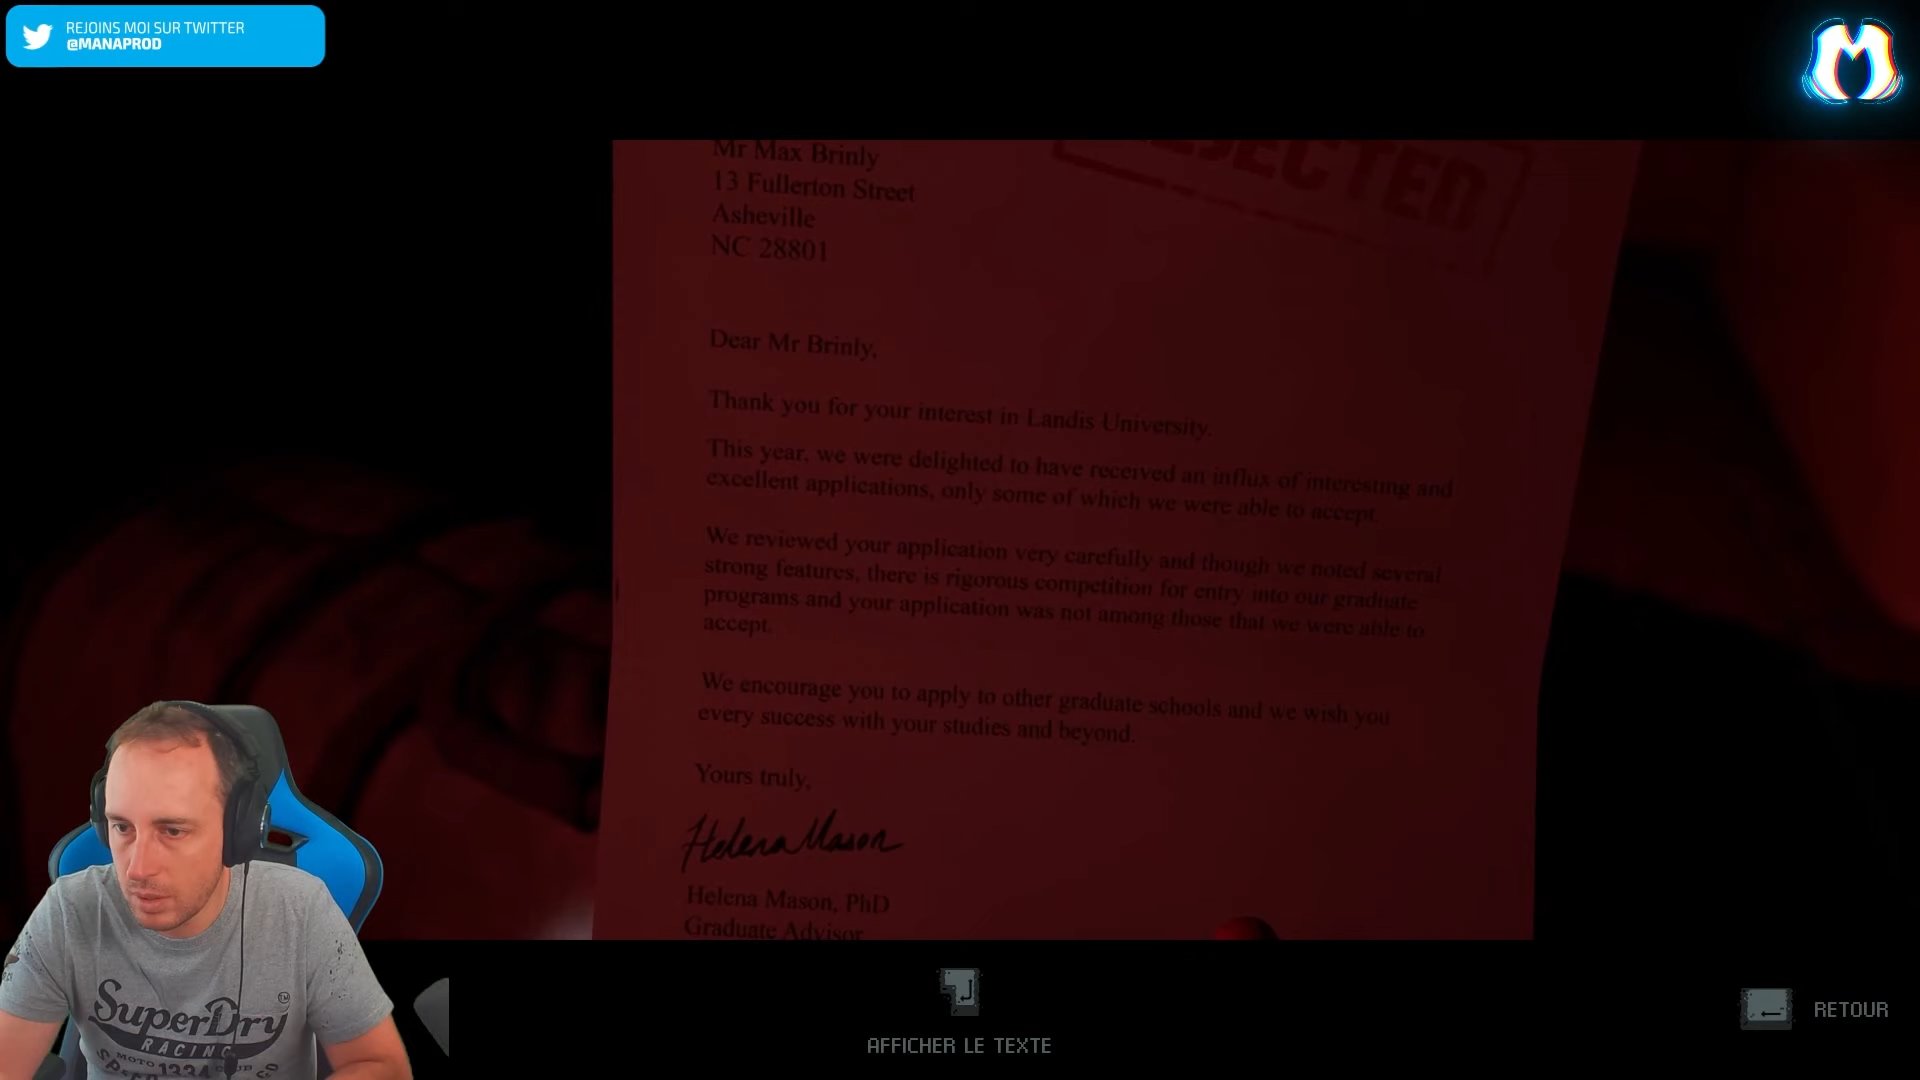 REJOINS MOI SUR TWITTER
@MANAPROD
Mr Max Brinly
13 Fullerton Street
Asheville
NC 28801
Dear Mr Brinly,
Thank you for your interest in Landis University.
This year, we were delighted to have received an influx of interesting and
excellent applications, only some of which we were able to accept.
We reviewed your application very carefully and though we noted several
strong features, there is rigorous competition for entry into our graduate
programs and your application was not among those that we were able to
accept.
We encourage you to apply to other graduate schools and we wish you
every success with your studies and beyond.
Yours truly,
Helena Mason
Helena Mason, PhD
Graduate Advisor
AFFICHER LE TEXTE
RETOUR
SuperDry
TM
RACING
MOTO 1334 CLUB